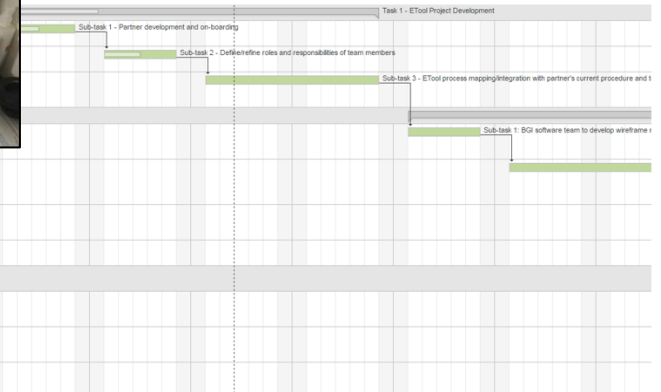 Task 1 - ETool Project Development
Sub-task 1 - Partner development and on-boarding
Sub-task 2 - Define/refine roles and responsibilities of team members
Sub-task 3 - ETool process mapping/integration with partner's current procedure and t
Sub-task 1: BGI software team to develop wireframe r